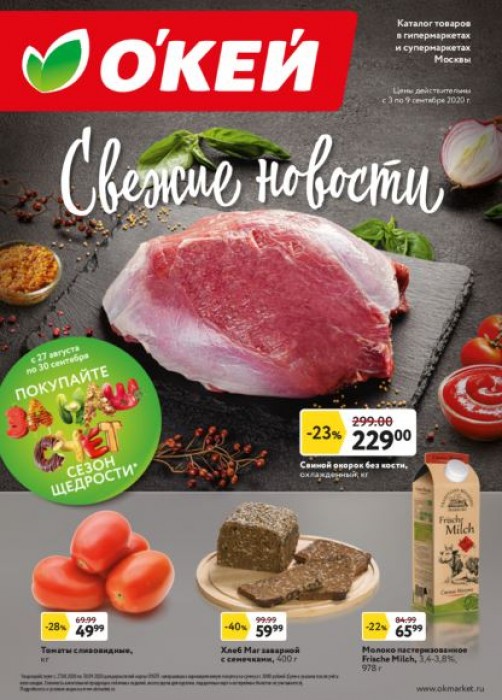 О'КЕЙ
Каталог товаров
в гипермаркетах
и супермаркетах
Москвы
Цены действительны
с 3 по 9 сентября 2020 г.
Свежие новости
с 27 августа
по 30 сентября
ПОКУПАЙТЕ
ЗА НАШ
СЧЕТ
СЕЗОН
ЩЕДРОСТИ*
-23%
299.00
229 00
Свиной окорок без кости,
охлажденный, кг
Frische
Milch
-28%
69.99
49 99
Томаты сливовидные,
кг
-40%
99.99
59 99
Хлеб Маг заварной
с семечками, 400 г
-22%
84.99
65 99
Молоко пастеризованное
Frische Milch, 3,4-3,8%,
978 г
www.okmarket.ru